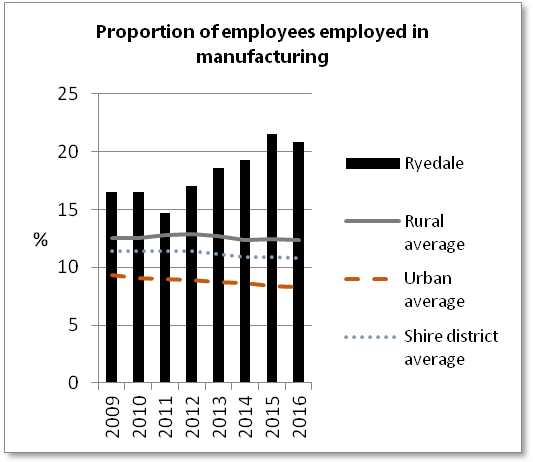 Proportion of employees employed in
manufacturing
25
20
15
10
5
0
%
2009
2010
2011
2012
2013
2014
2015
2016
Ryedale
Rural
average
Urban
average
Shire district
average